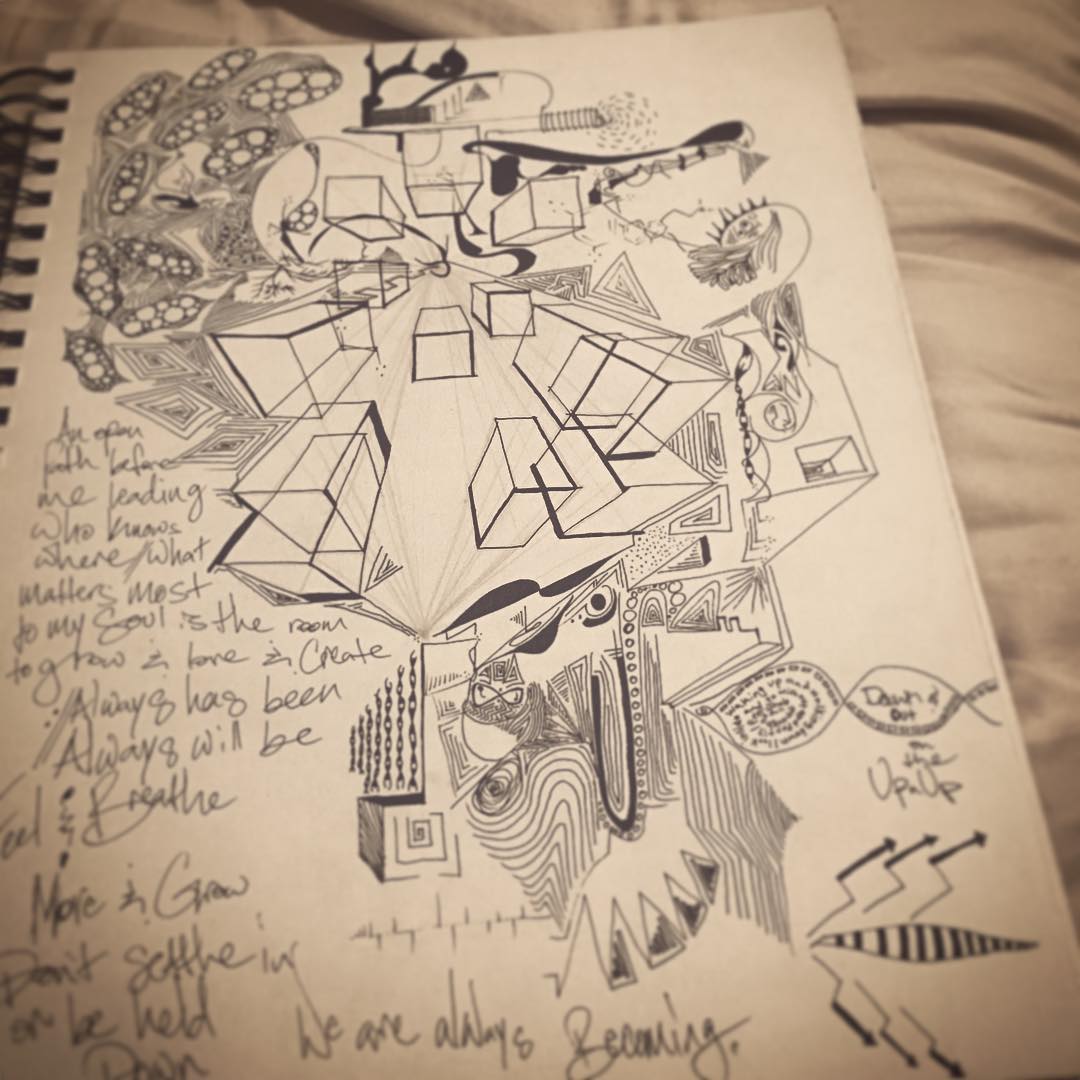 An open
path before
me leading
who knows
where/what
matters most
to my Soul is the room
to grow & love & Create
Always has been
Always will be
Feel & Breathe
Move & Grow
Don't settle in
or be held
Down
We are always Becoming.
Down &
Out
on
the
Up n Up